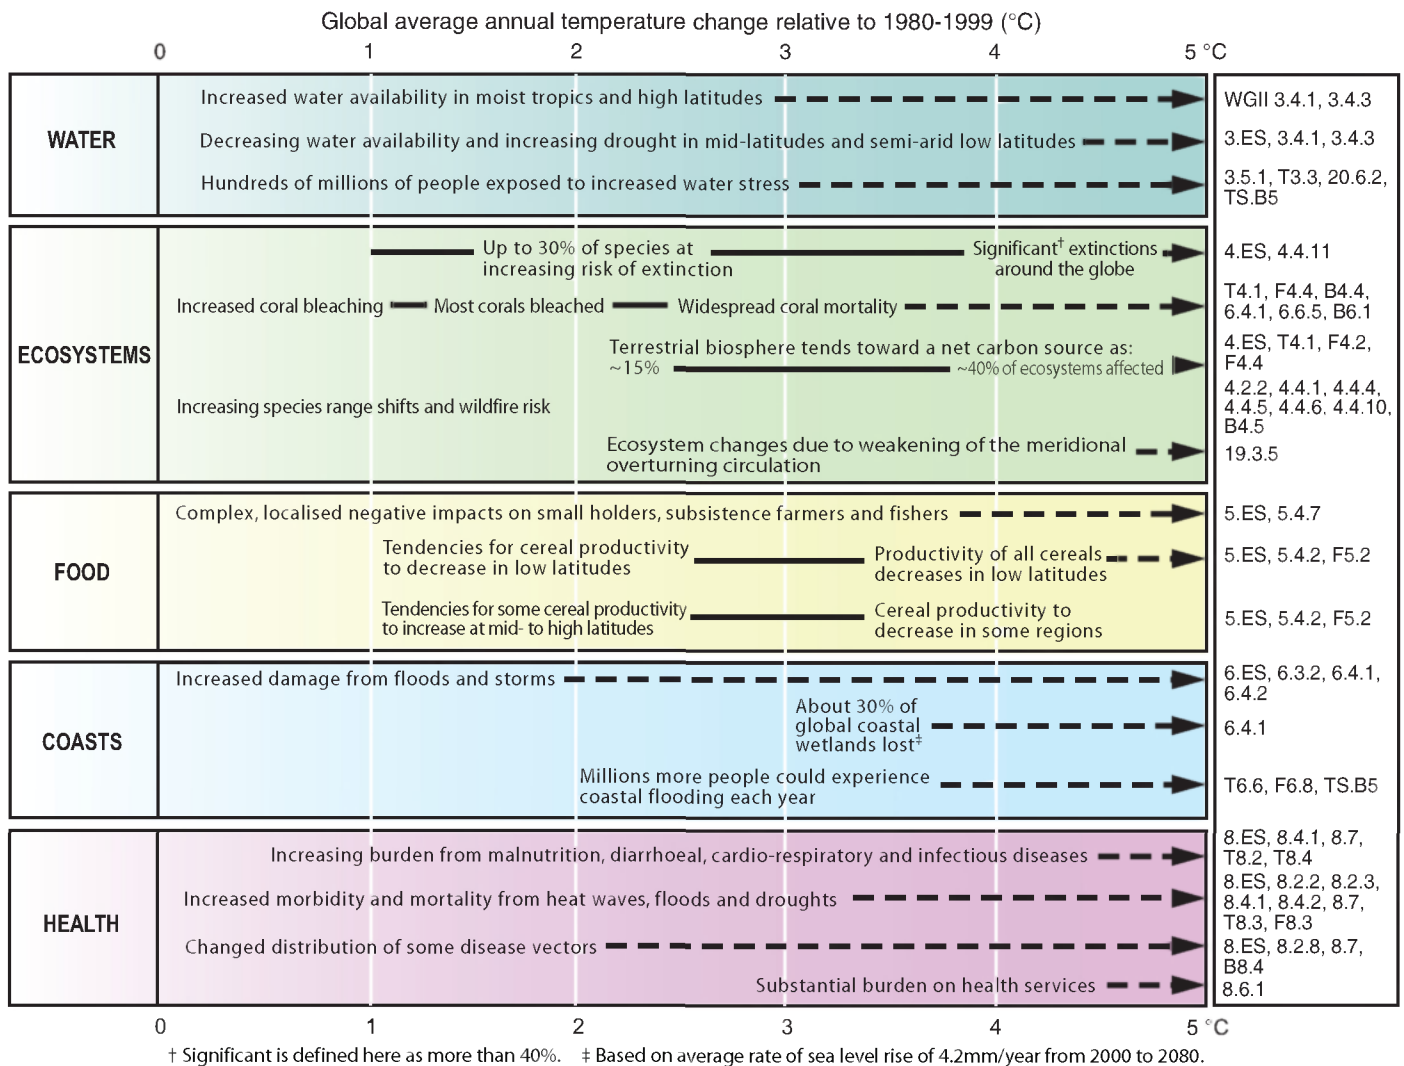 Global average annual temperature change relative to 1980-1999 (°C)
0 1 2 3 4 5 °C
WATER
Increased water availability in moist tropics and high latitudes
WGII 3.4.1, 3.4.3
Decreasing water availability and increasing drought in mid-latitudes and semi-arid low latitudes
3.ES, 3.4.1, 3.4.3
Hundreds of millions of people exposed to increased water stress
3.5.1, T3.3, 20.6.2,
TS.B5
ECOSYSTEMS
Up to 30% of species at
increasing risk of extinction
Significant† extinctions
around the globe
4.ES, 4.4.11
Increased coral bleaching
Most corals bleached
Widespread coral mortality
T4.1, F4.4, B4.4,
6.4.1, 6.6.5, B6.1
Terrestrial biosphere tends toward a net carbon source as:
~15%
~40% of ecosystems affected
4.ES, T4.1, F4.2,
F4.4
Increasing species range shifts and wildfire risk
4.2.2, 4.4.1, 4.4.4,
4.4.5, 4.4.6, 4.4.10,
B4.5
Ecosystem changes due to weakening of the meridional
overturning circulation
19.3.5
FOOD
Complex, localised negative impacts on small holders, subsistence farmers and fishers
5.ES, 5.4.7
Tendencies for cereal productivity
to decrease in low latitudes
Productivity of all cereals
decreases in low latitudes
5.ES, 5.4.2, F5.2
Tendencies for some cereal productivity
to increase at mid- to high latitudes
Cereal productivity to
decrease in some regions
5.ES, 5.4.2, F5.2
COASTS
Increased damage from floods and storms
6.ES, 6.3.2, 6.4.1,
6.4.2
About 30% of
global coastal
wetlands lost‡
6.4.1
Millions more people could experience
coastal flooding each year
T6.6, F6.8, TS.B5
HEALTH
Increasing burden from malnutrition, diarrhoeal, cardio-respiratory and infectious diseases
8.ES, 8.4.1, 8.7,
T8.2, T8.4
Increased morbidity and mortality from heat waves, floods and droughts
8.ES, 8.2.2, 8.2.3,
8.4.1, 8.4.2, 8.7,
T8.3, F8.3
Changed distribution of some disease vectors
8.ES, 8.2.8, 8.7,
B8.4
Substantial burden on health services
8.6.1
0 1 2 3 4 5 °C
† Significant is defined here as more than 40%. ‡ Based on average rate of sea level rise of 4.2mm/year from 2000 to 2080.